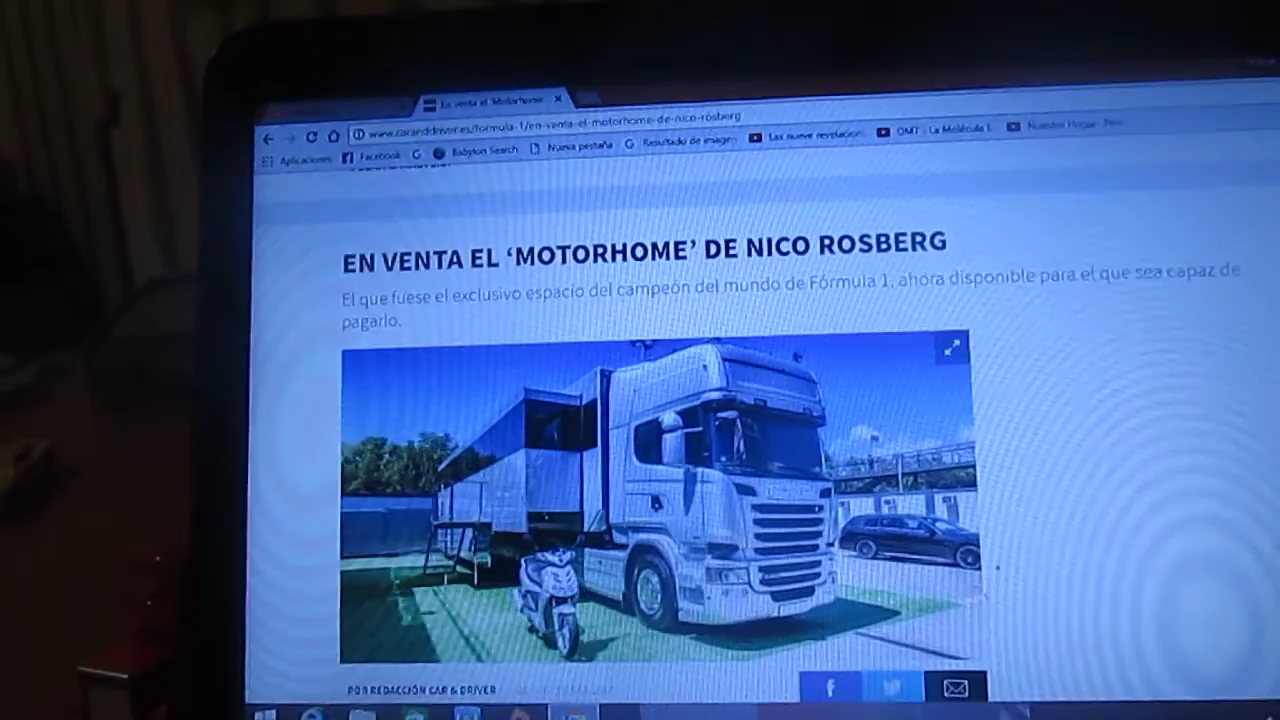 En venta el 'Motorhome'
www.caranddriver.es/formula-1/en-venta-el-motorhome-de-nico-rosberg
Aplicaciones Facebook Babylon Search Nueva pestaña Resultado de imagen Las nueve revelacion OMT - La Molécula
EN VENTA EL ‘MOTORHOME’ DE NICO ROSBERG
El que fuese el exclusivo espacio del campeón del mundo de Fórmula 1, ahora disponible para el que sea capaz de
pagarlo.
POR REDACCIÓN CAR & DRIVER